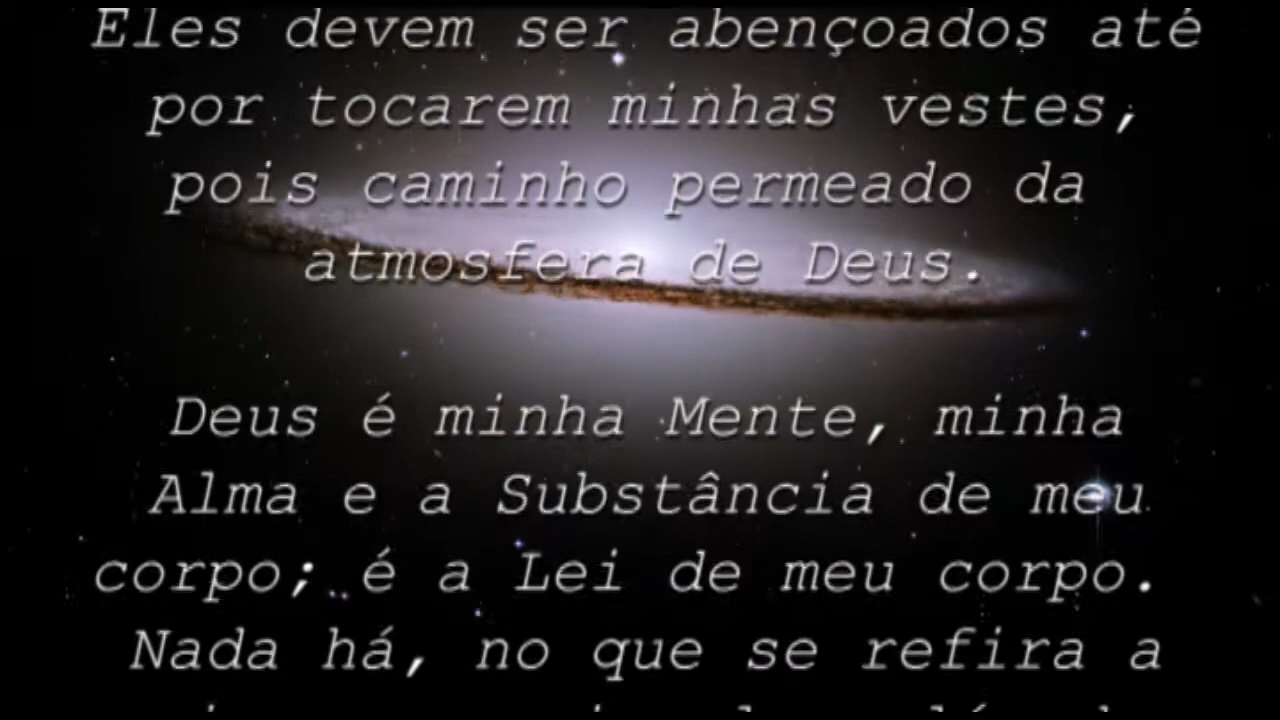 Eles devem ser abençoados até
por tocarem minhas vestes,
pois caminho permeado da
atmosfera de Deus.
Deus é minha Mente, minha
Alma e a Substância de meu
corpo; é a Lei de meu corpo.
Nada há, no que se refira a